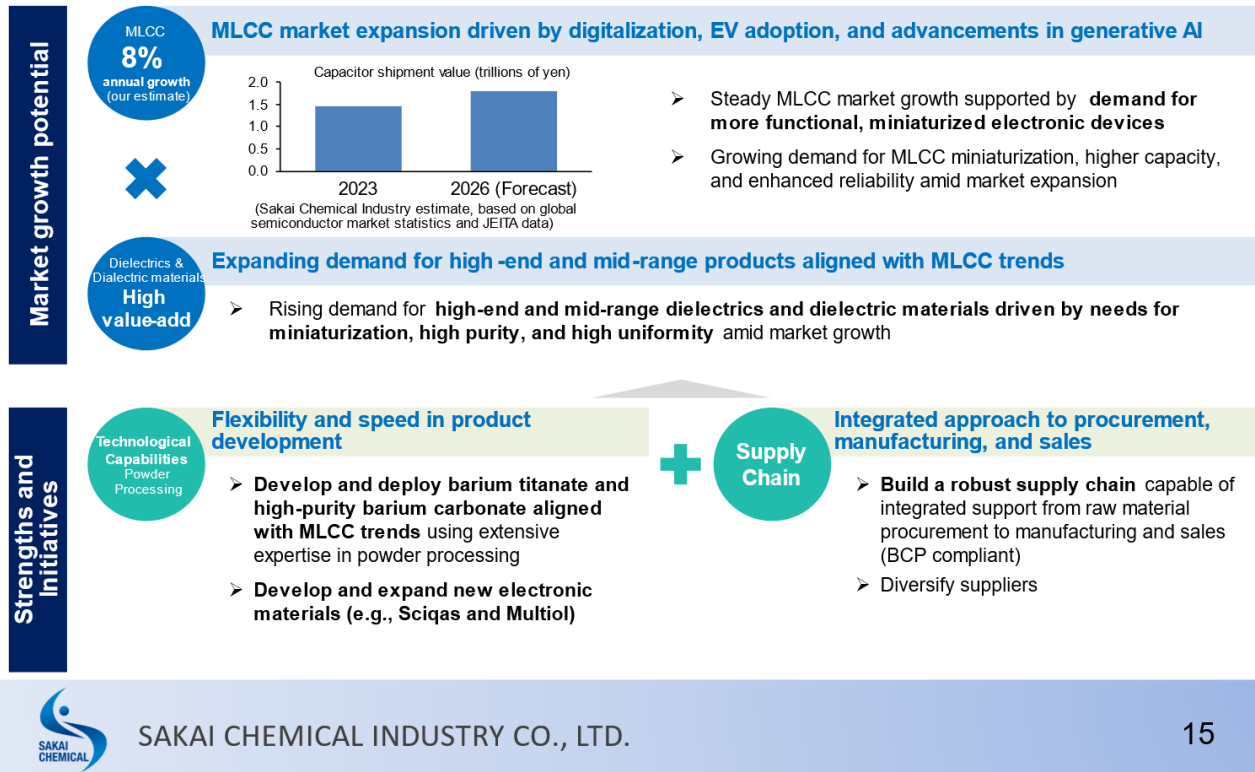 Market growth potential
MLCC
8%
annual growth
(our estimate)
MLCC market expansion driven by digitalization, EV adoption, and advancements in generative AI
Capacitor shipment value (trillions of yen)
2.0
1.5
1.0
0.5
0.0
2023
2026 (Forecast)
(Sakai Chemical Industry estimate, based on global
semiconductor market statistics and JEITA data)
➢ Steady MLCC market growth supported by demand for
more functional, miniaturized electronic devices
➢ Growing demand for MLCC miniaturization, higher capacity,
and enhanced reliability amid market expansion
Dielectrics &
Dialectric materials
High
value-add
Expanding demand for high-end and mid-range products aligned with MLCC trends
➢ Rising demand for high-end and mid-range dielectrics and dielectric materials driven by needs for
miniaturization, high purity, and high uniformity amid market growth
Strengths and
Initiatives
Technological
Capabilities
Powder
Processing
Flexibility and speed in product
development
➢ Develop and deploy barium titanate and
high-purity barium carbonate aligned
with MLCC trends using extensive
expertise in powder processing
➢ Develop and expand new electronic
materials (e.g., Sciqas and Multiol)
Supply
Chain
Integrated approach to procurement,
manufacturing, and sales
➢ Build a robust supply chain capable of
integrated support from raw material
procurement to manufacturing and sales
(BCP compliant)
➢ Diversify suppliers
SAKAI
CHEMICAL
SAKAI CHEMICAL INDUSTRY CO., LTD.
15